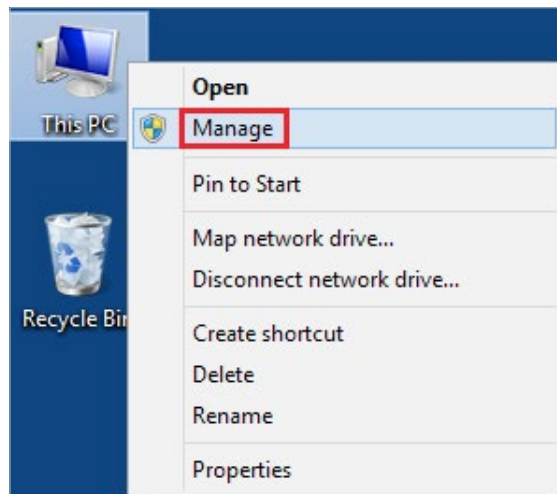 This PC
Open
Manage
Pin to Start
Map network drive...
Disconnect network drive...
Recycle Bin
Create shortcut
Delete
Rename
Properties